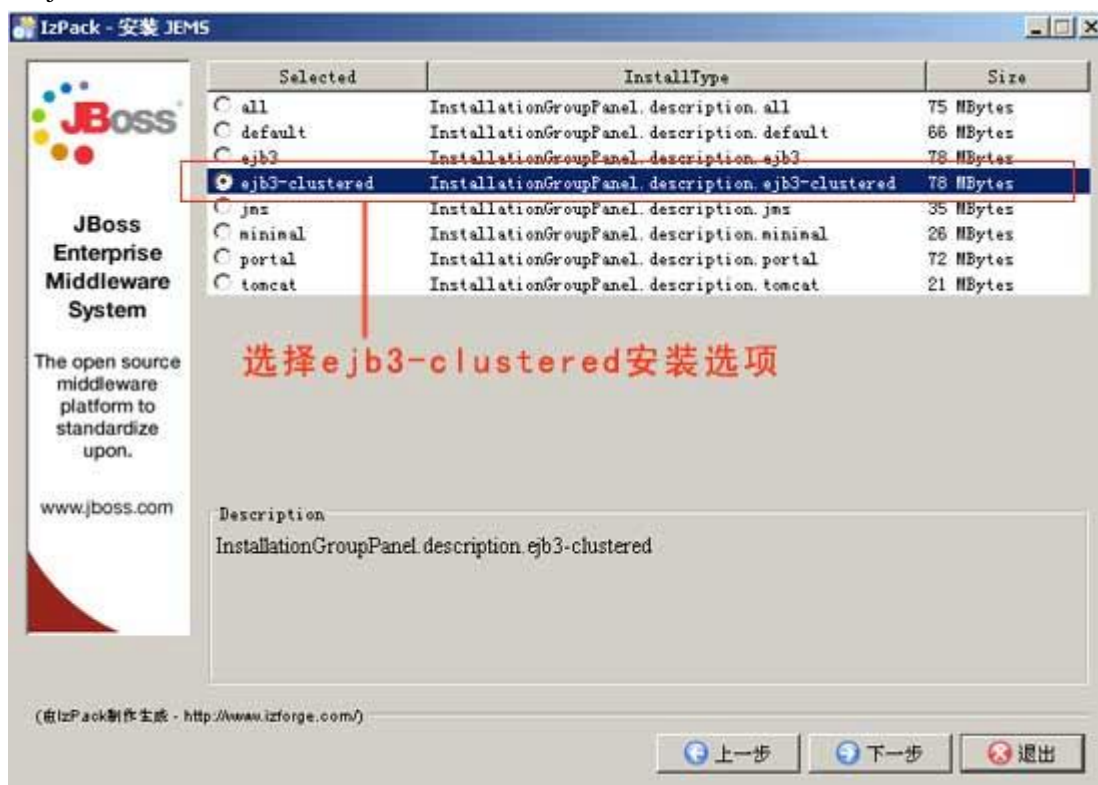 IzPack - 安装 JEMS
Selected InstallType Size
all InstallationGroupPanel.description.all 75 MBytes
default InstallationGroupPanel.description.default 66 MBytes
ejb3 InstallationGroupPanel.description.ejb3 78 MBytes
ejb3-clustered InstallationGroupPanel.description.ejb3-clustered 78 MBytes
jms InstallationGroupPanel.description.jms 35 MBytes
minimal InstallationGroupPanel.description.minimal 26 MBytes
portal InstallationGroupPanel.description.portal 72 MBytes
tomcat InstallationGroupPanel.description.tomcat 21 MBytes
JBoss
JBoss
Enterprise
Middleware
System
The open source
middleware
platform to
standardize
upon.
www.jboss.com
选择ejb3-clustered安装选项
Description
InstallationGroupPanel.description.ejb3-clustered
(由IzPack制作生成 - http://www.izforge.com/)
上一步 下一步 退出